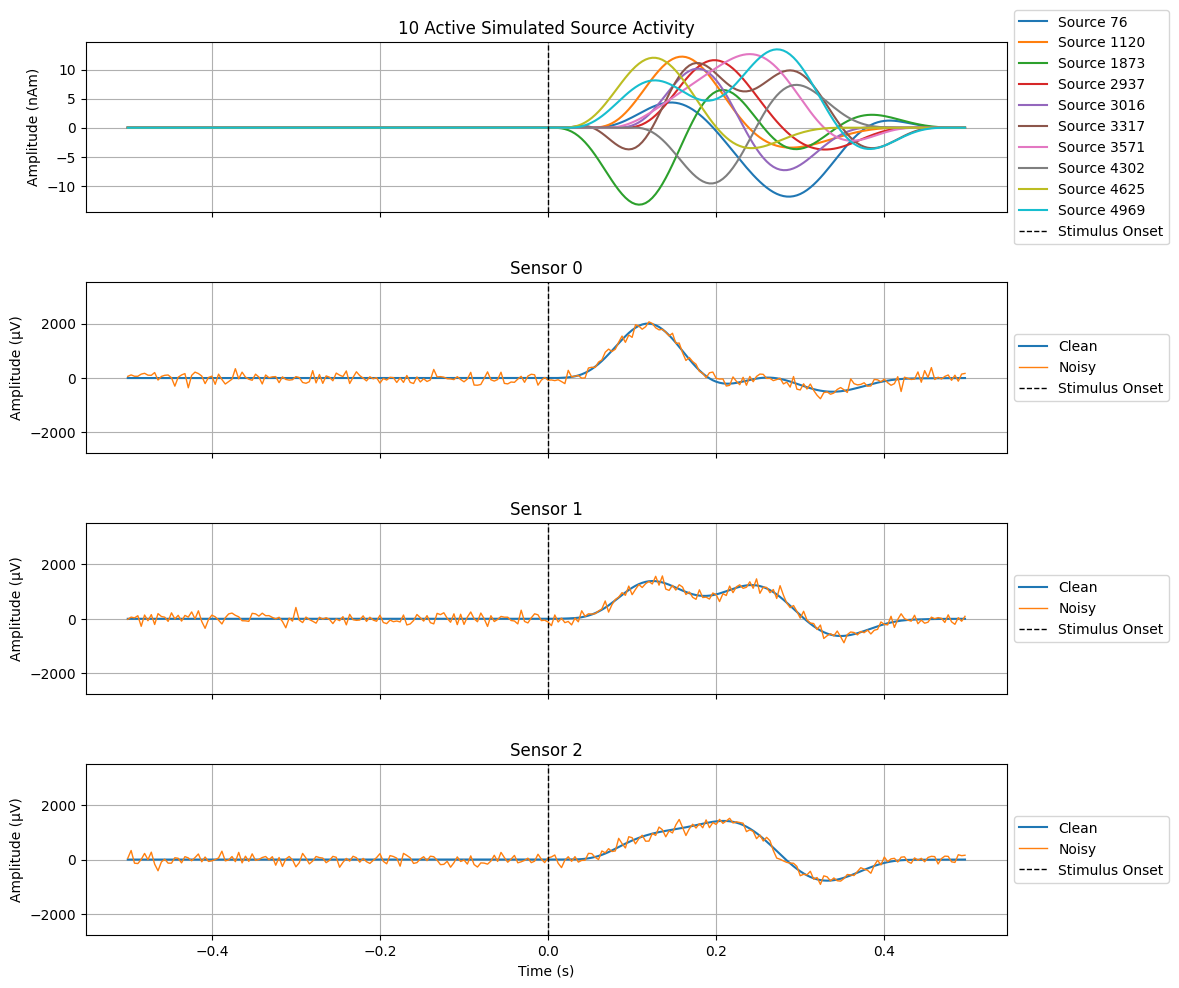 10 Active Simulated Source Activity
Amplitude (nAm)
10
5
0
−5
−10
Source 76
Source 1120
Source 1873
Source 2937
Source 3016
Source 3317
Source 3571
Source 4302
Source 4625
Source 4969
Stimulus Onset
Sensor 0
Amplitude (µV)
2000
0
−2000
Clean
Noisy
Stimulus Onset
Sensor 1
Amplitude (µV)
2000
0
−2000
Clean
Noisy
Stimulus Onset
Sensor 2
Amplitude (µV)
2000
0
−2000
Clean
Noisy
Stimulus Onset
−0.4 −0.2 0.0 0.2 0.4
Time (s)